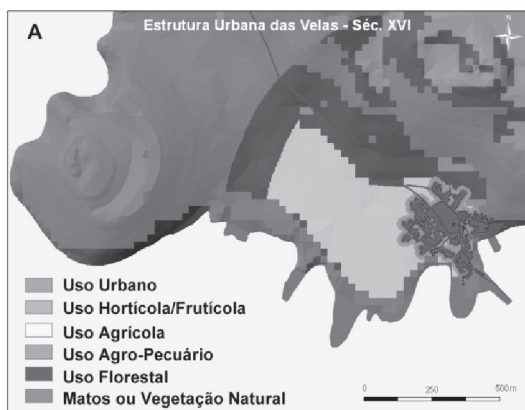 A
Estrutura Urbana das Velas - Séc. XVI
N
Uso Urbano
Uso Hortícola/Frutícola
Uso Agrícola
Uso Agro-Pecuário
Uso Florestal
Matos ou Vegetação Natural
0 250 500 m